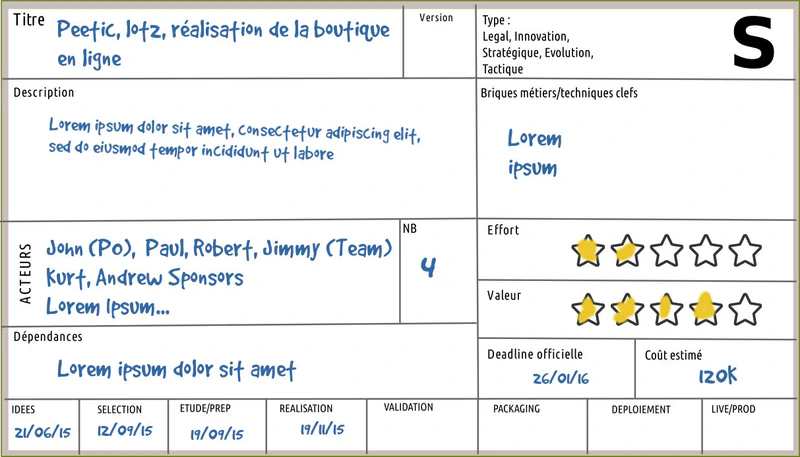 Titre Peetic, lotz, réalisation de la boutique
en ligne
Version
Type :
Legal, Innovation,
Stratégique, Evolution,
Tactique
S
Description
Lorem ipsum dolor sit amet, consectetur adipiscing elit,
sed do eiusmod tempor incididunt ut labore
Briques métiers/techniques clefs
Lorem
ipsum
ACTEURS
John (Po), Paul, Robert, Jimmy (Team)
Kurt, Andrew Sponsors
Lorem Ipsum...
NB
4
Effort
Valeur
Dépendances
Lorem ipsum dolor sit amet
Deadline officielle
26/01/16
Coût estimé
120K
IDEES
21/06/15
SELECTION
12/09/15
ETUDE/PREP
19/09/15
REALISATION
19/11/15
VALIDATION
PACKAGING
DEPLOIEMENT
LIVE/PROD